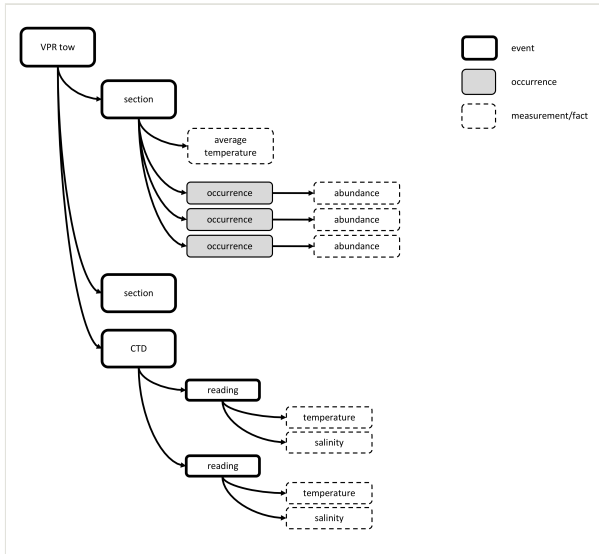 VPR tow
event
section
occurrence
measurement/fact
average
temperature
occurrence
abundance
occurrence
abundance
occurrence
abundance
section
CTD
reading
temperature
salinity
reading
temperature
salinity